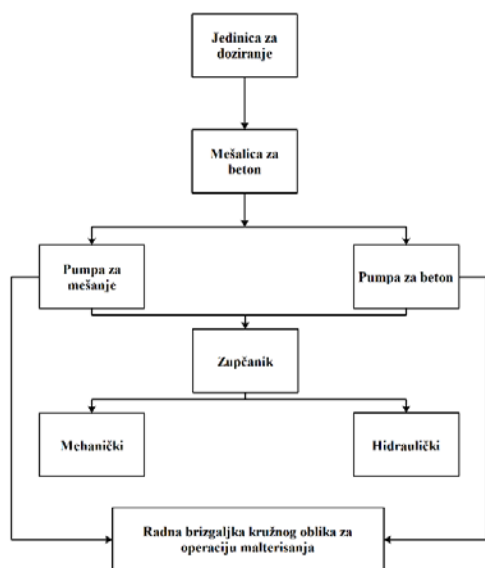 Jedinica za
doziranje
Mešalica za
beton
Pumpa za
mešanje
Pumpa za beton
Zupčanik
Mehanički
Hidraulički
Radna brizgaljka kružnog oblika za
operaciju malterisanja